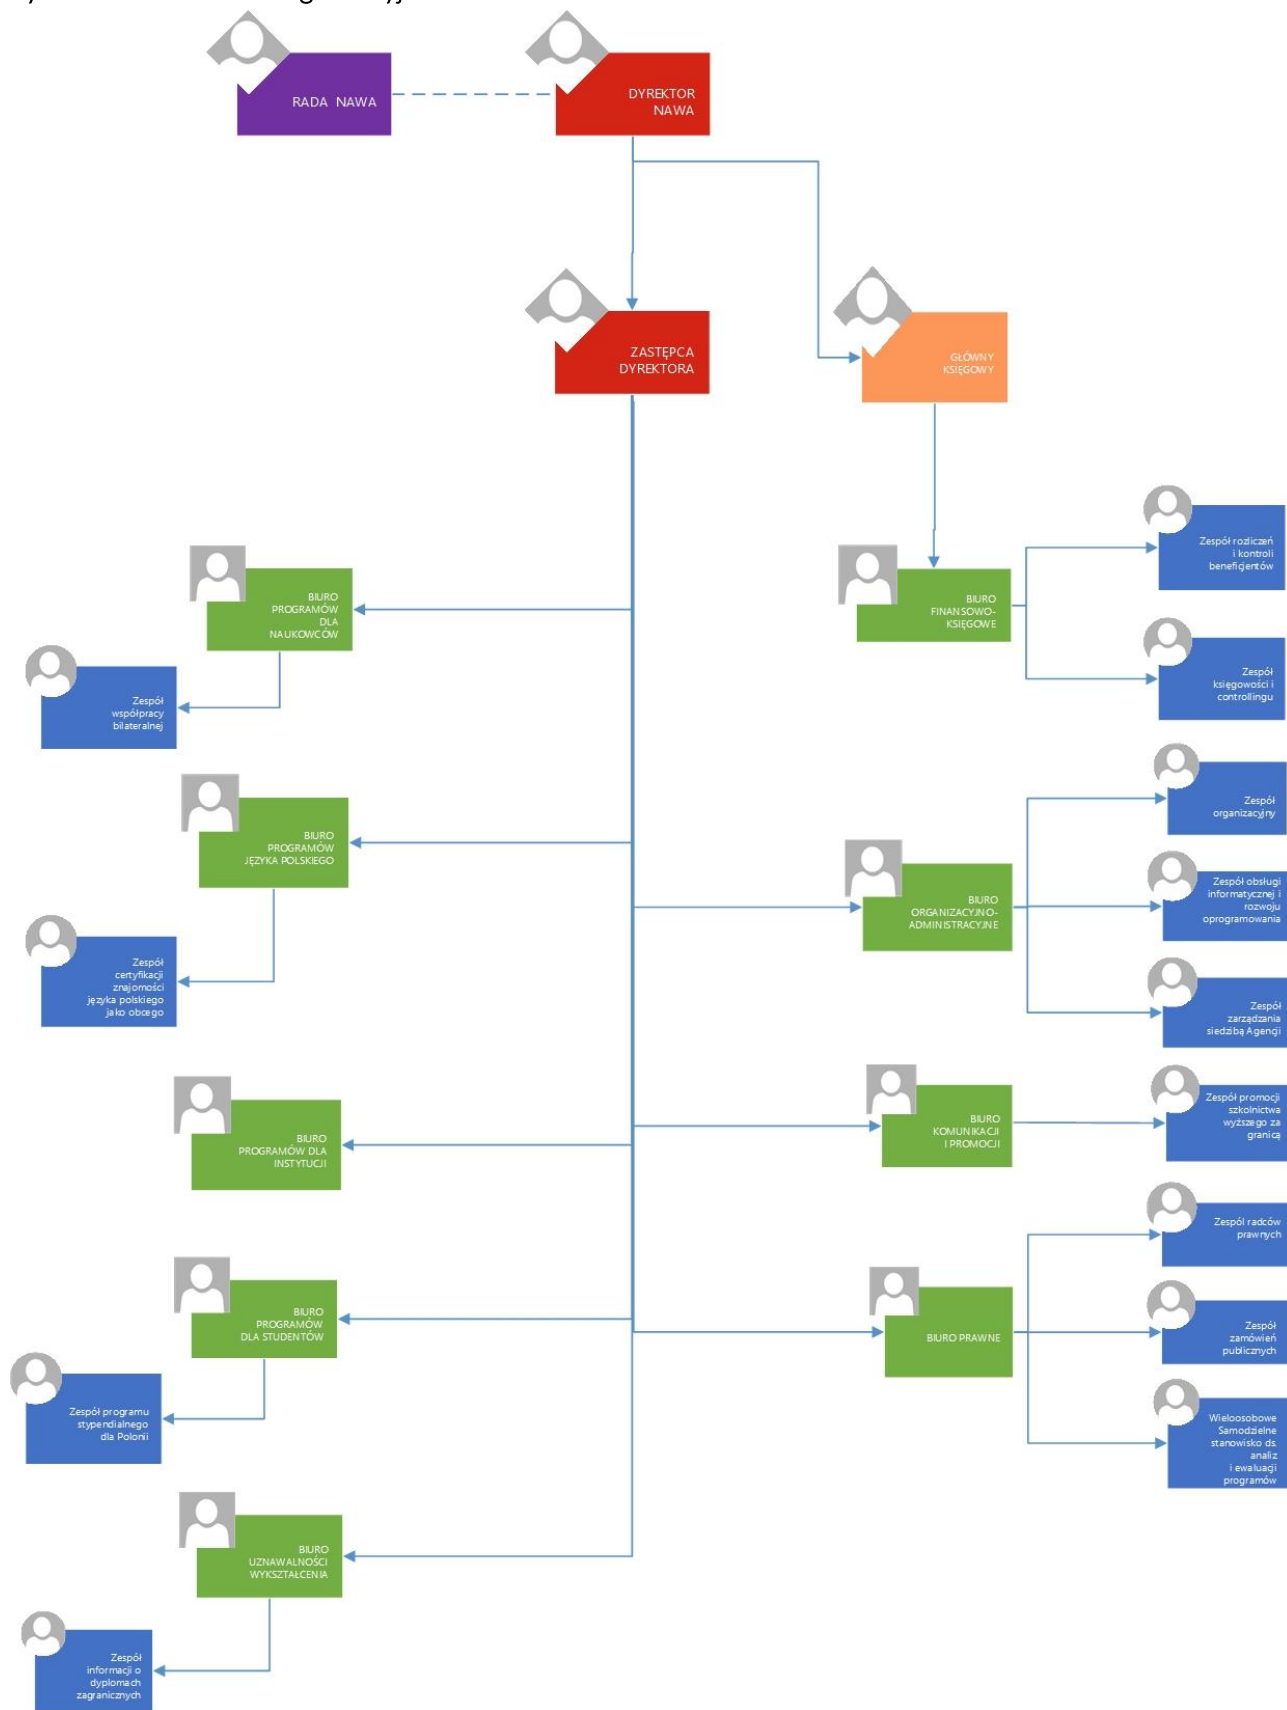 RADA NAWA
DYREKTOR
NAWA
ZASTĘPCA
DYREKTORA
GŁÓWNY
KSIĘGOWY
BIURO
PROGRAMÓW
DLA
NAUKOWCÓW
Zespół
współpracy
bilateralnej
BIURO
PROGRAMÓW
JĘZYKA POLSKIEGO
Zespół
certyfikacji
znajomości
języka polskiego
jako obcego
BIURO
PROGRAMÓW DLA
INSTYTUCJI
BIURO
PROGRAMÓW
DLA STUDENTÓW
Zespół programu
stypendialnego
dla Polonii
BIURO
UZNAWALNOŚCI
WYKSZTAŁCENIA
Zespół
informacji o
dyplomach
zagranicznych
BIURO
FINANSOWO-
KSIĘGOWE
Zespół rozliczeń
i kontroli
beneficjentów
Zespół
księgowości i
controllingu
BIURO
ORGANIZACYJNO-
ADMINISTRACYJNE
Zespół
organizacyjny
Zespół obsługi
informatycznej i
rozwoju
oprogramowania
Zespół
zarządzania
siedzibą Agencji
BIURO
KOMUNIKACJI
I PROMOCJI
Zespół promocji
szkolnictwa
wyższego za
granicą
BIURO PRAWNE
Zespól radców
prawnych
Zespół
zamówień
publicznych
Wieloosobowe
Samodzielne
stanowisko ds.
analiz
i ewaluacji
programów